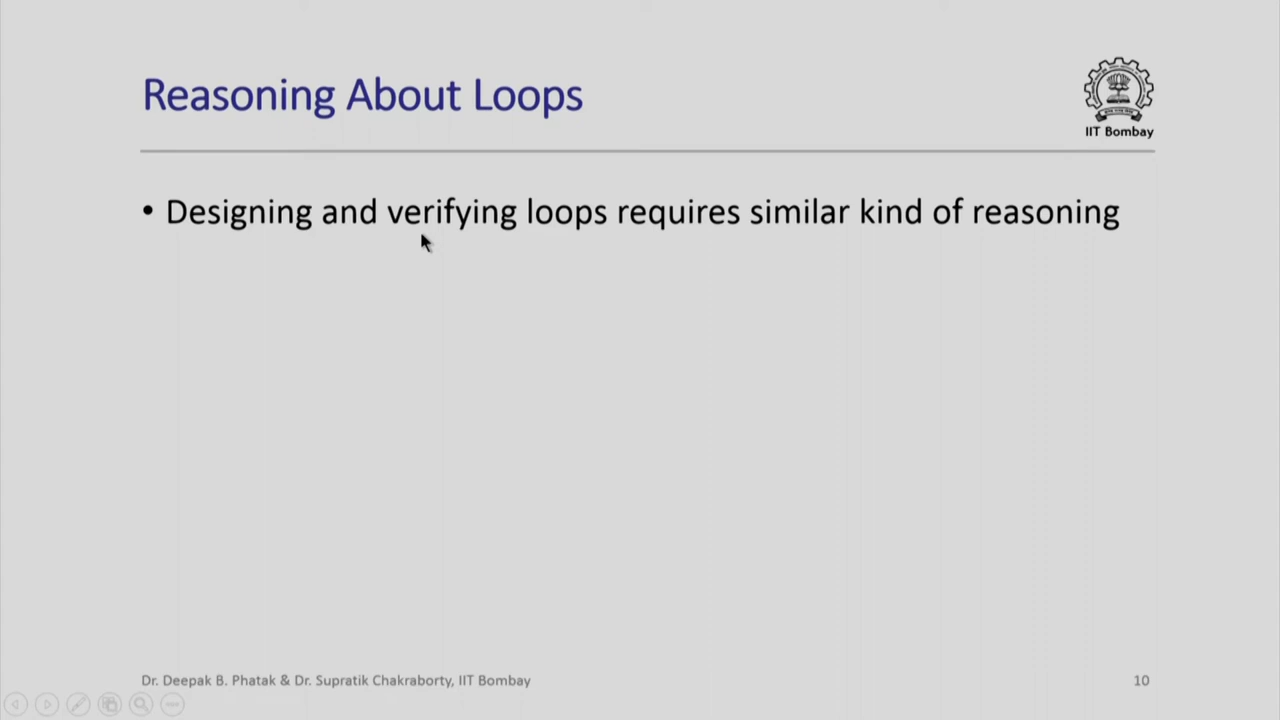 Reasoning About Loops
IIT Bombay
• Designing and verifying loops requires similar kind of reasoning
Dr. Deepak B. Phatak & Dr. Supratik Chakraborty, IIT Bombay
10